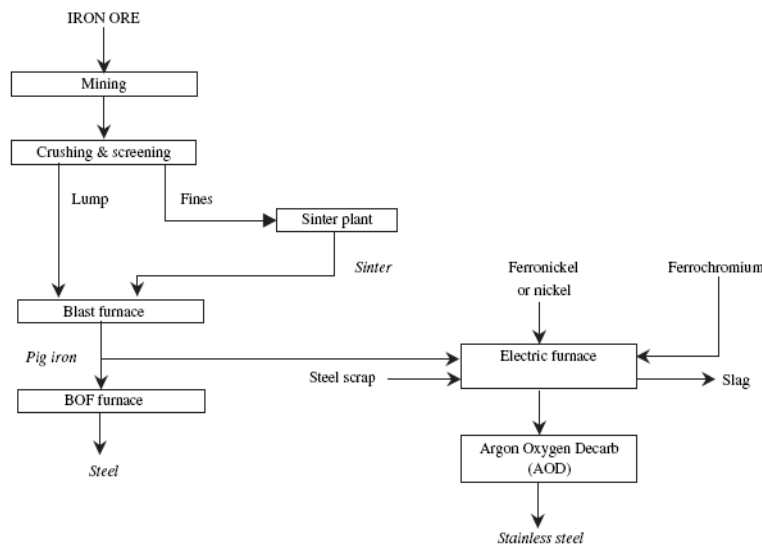 IRON ORE
Mining
Crushing & screening
Lump
Fines
Sinter plant
Sinter
Ferronickel
or nickel
Ferrochromium
Blast furnace
Pig iron
Electric furnace
Steel scrap
Slag
BOF furnace
Steel
Argon Oxygen Decarb
(AOD)
Stainless steel